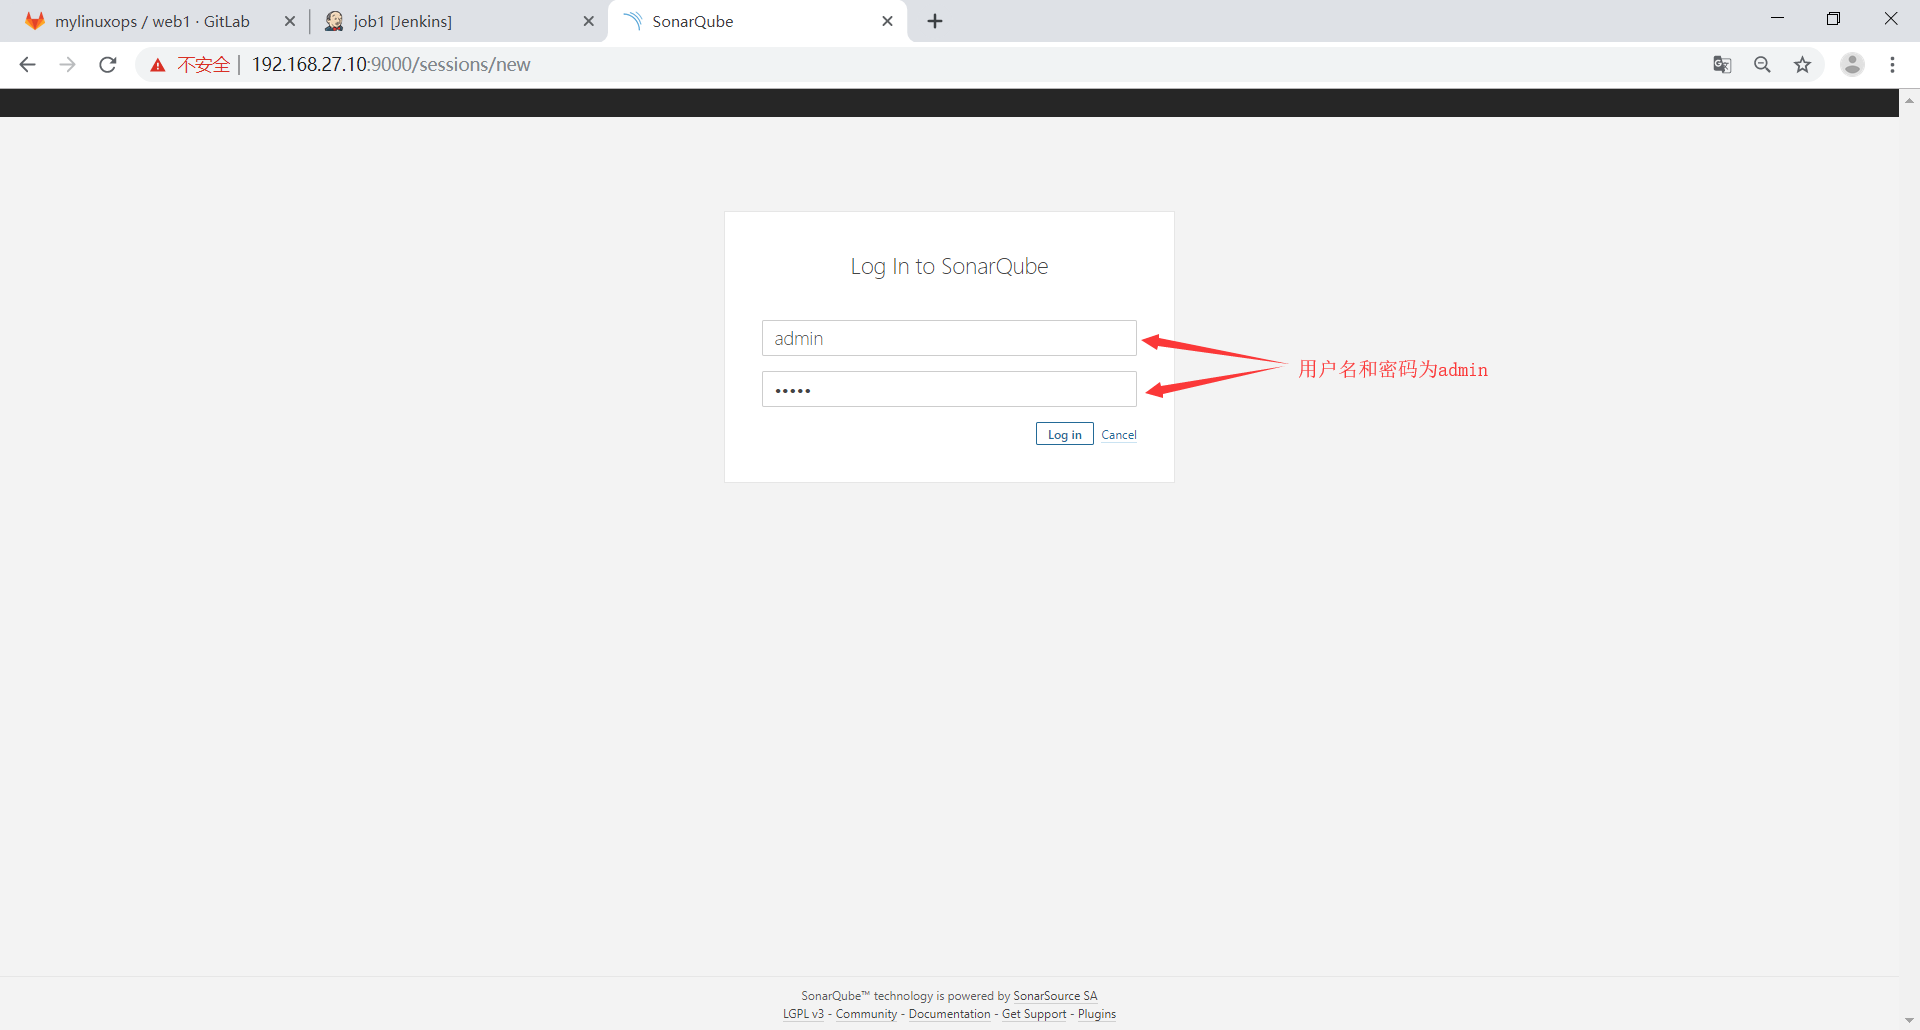 mylinuxops / web1 · GitLab
job1 [Jenkins]
SonarQube
不安全 | 192.168.27.10:9000/sessions/new
Log In to SonarQube
admin
•••••
用户名和密码为admin
Log in Cancel
SonarQube™ technology is powered by SonarSource SA
LGPL v3 - Community - Documentation - Get Support - Plugins